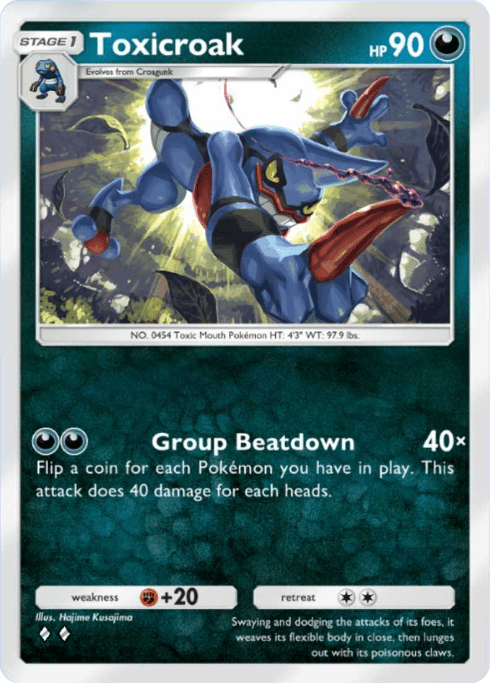 STAGE 1 Toxicroak HP 90
Evolves from Croagunk
NO. 0454 Toxic Mouth Pokémon HT: 4'3" WT: 97.9 lbs.
Group Beatdown 40×
Flip a coin for each Pokémon you have in play. This
attack does 40 damage for each heads.
weakness +20 retreat
Illus. Hajime Kusajima
Swaying and dodging the attacks of its foes, it
weaves its flexible body in close, then lunges
out with its poisonous claws.